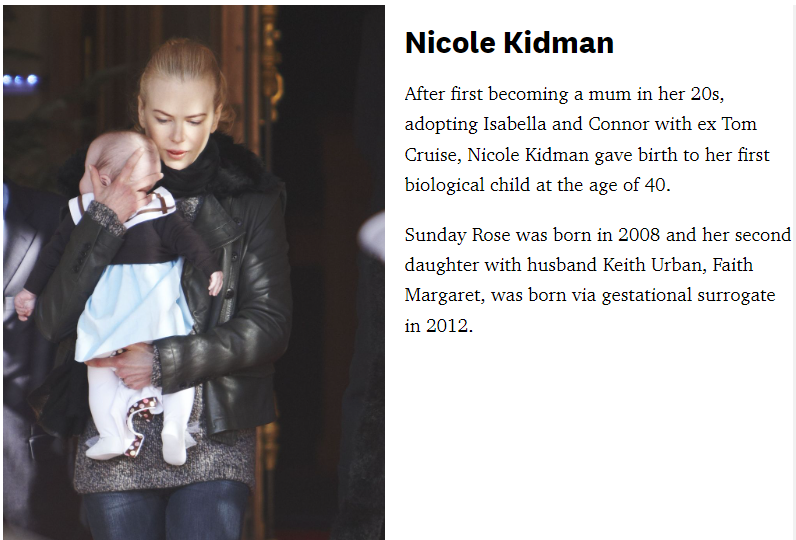 Nicole Kidman
After first becoming a mum in her 20s,
adopting Isabella and Connor with ex Tom
Cruise, Nicole Kidman gave birth to her first
biological child at the age of 40.
Sunday Rose was born in 2008 and her second
daughter with husband Keith Urban, Faith
Margaret, was born via gestational surrogate
in 2012.